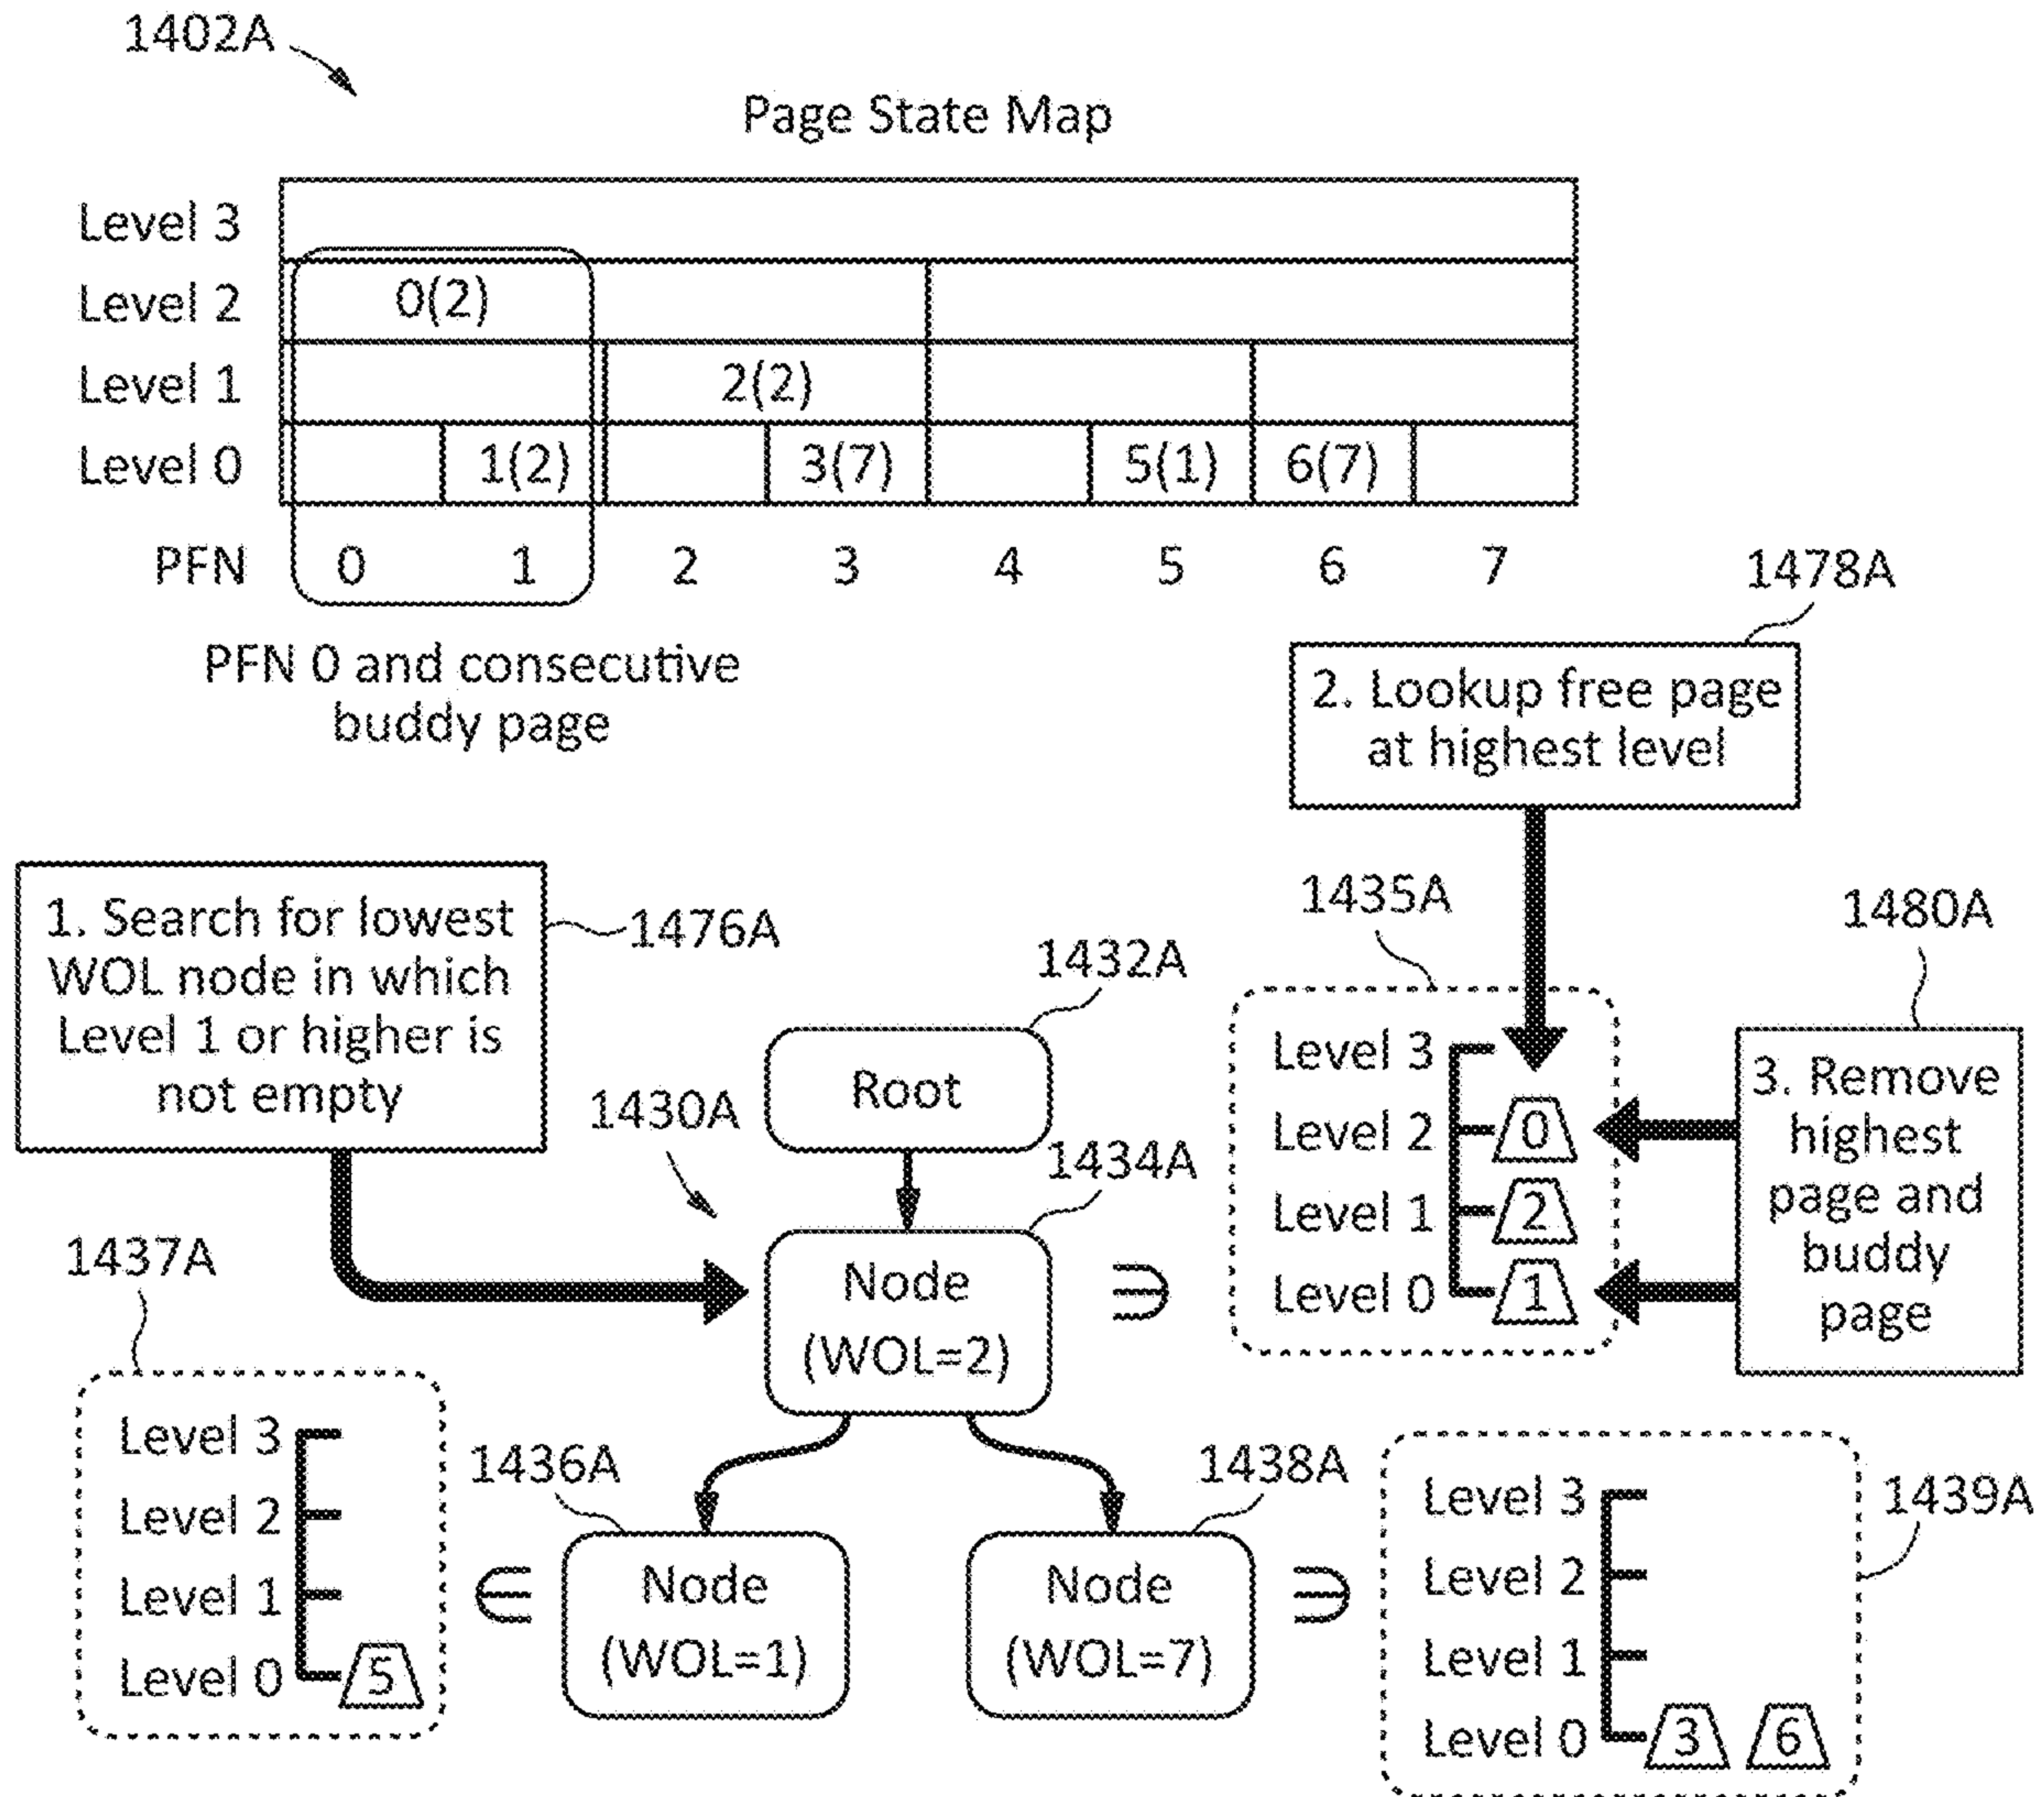 1402A
Page State Map
Level 3
Level 2 0(2)
Level 1 2(2)
Level 0 1(2) 3(7) 5(1) 6(7)
PFN 0 1 2 3 4 5 6 7
PFN 0 and consecutive
buddy page
1478A
2. Lookup free page
at highest level
1. Search for lowest
WOL node in which
Level 1 or higher is
not empty
1476A
1435A
1480A
3. Remove
highest
page and
buddy
page
1432A
Root
1430A
1434A
Node
(WOL=2)
Level 3
Level 2 0
Level 1 2
Level 0 1
1437A
Level 3
Level 2
Level 1
Level 0 5
1436A
Node
(WOL=1)
1438A
Node
(WOL=7)
1439A
Level 3
Level 2
Level 1
Level 0 3 6